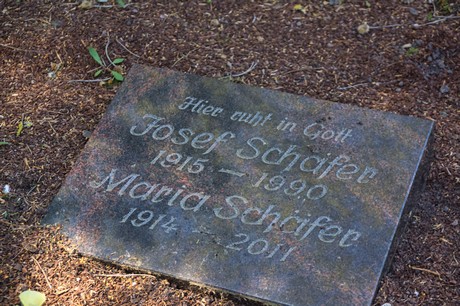 Hier ruht in Gott
Josef Schäfer
1915 – 1990
Maria Schäfer
1914 – 2011